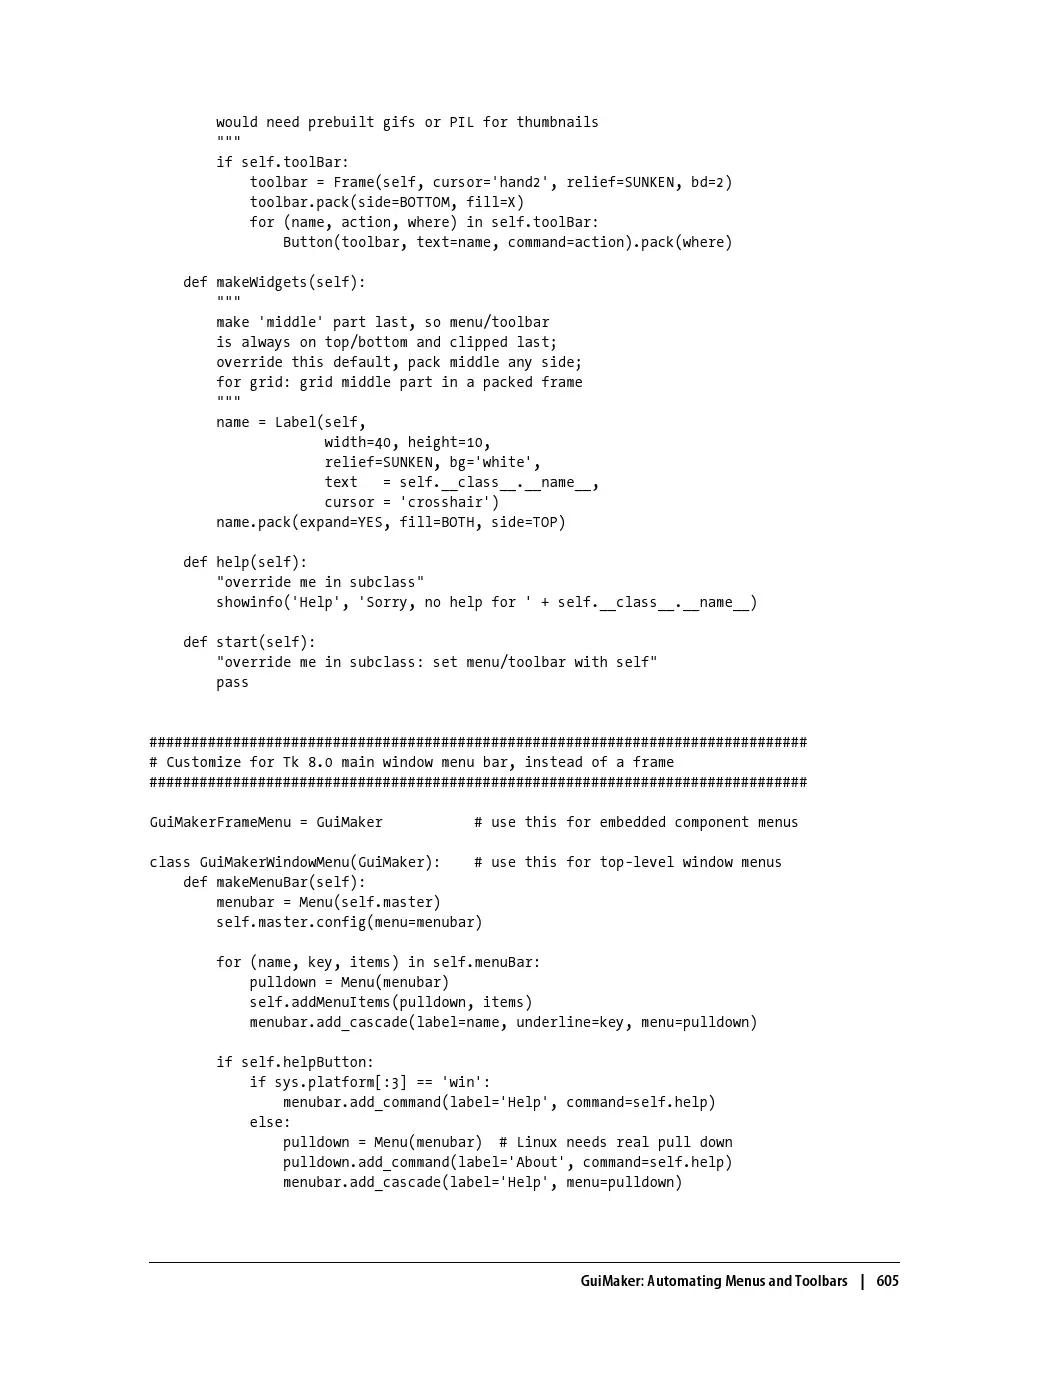 would need prebuilt gifs or PIL for thumbnails
"""
if self.toolBar:
toolbar = Frame(self, cursor='hand2', relief=SUNKEN, bd=2)
toolbar.pack(side=BOTTOM, fill=X)
for (name, action, where) in self.toolBar:
Button(toolbar, text=name, command=action).pack(where)
def makeWidgets(self):
"""
make 'middle' part last, so menu/toolbar
is always on top/bottom and clipped last;
override this default, pack middle any side;
for grid: grid middle part in a packed frame
"""
name = Label(self,
width=40, height=10,
relief=SUNKEN, bg='white',
text   = self.__class__.__name__,
cursor = 'crosshair')
name.pack(expand=YES, fill=BOTH, side=TOP)
def help(self):
"override me in subclass"
showinfo('Help', 'Sorry, no help for ' + self.__class__.__name__)
def start(self):
"override me in subclass: set menu/toolbar with self"
pass
###############################################################################
# Customize for Tk 8.0 main window menu bar, instead of a frame
###############################################################################
GuiMakerFrameMenu = GuiMaker           # use this for embedded component menus
class GuiMakerWindowMenu(GuiMaker):    # use this for top-level window menus
def makeMenuBar(self):
menubar = Menu(self.master)
self.master.config(menu=menubar)
for (name, key, items) in self.menuBar:
pulldown = Menu(menubar)
self.addMenuItems(pulldown, items)
menubar.add_cascade(label=name, underline=key, menu=pulldown)
if self.helpButton:
if sys.platform[:3] == 'win':
menubar.add_command(label='Help', command=self.help)
else:
pulldown = Menu(menubar)  # Linux needs real pull down
pulldown.add_command(label='About', command=self.help)
menubar.add_cascade(label='Help', menu=pulldown)
GuiMaker: Automating Menus and Toolbars | 605